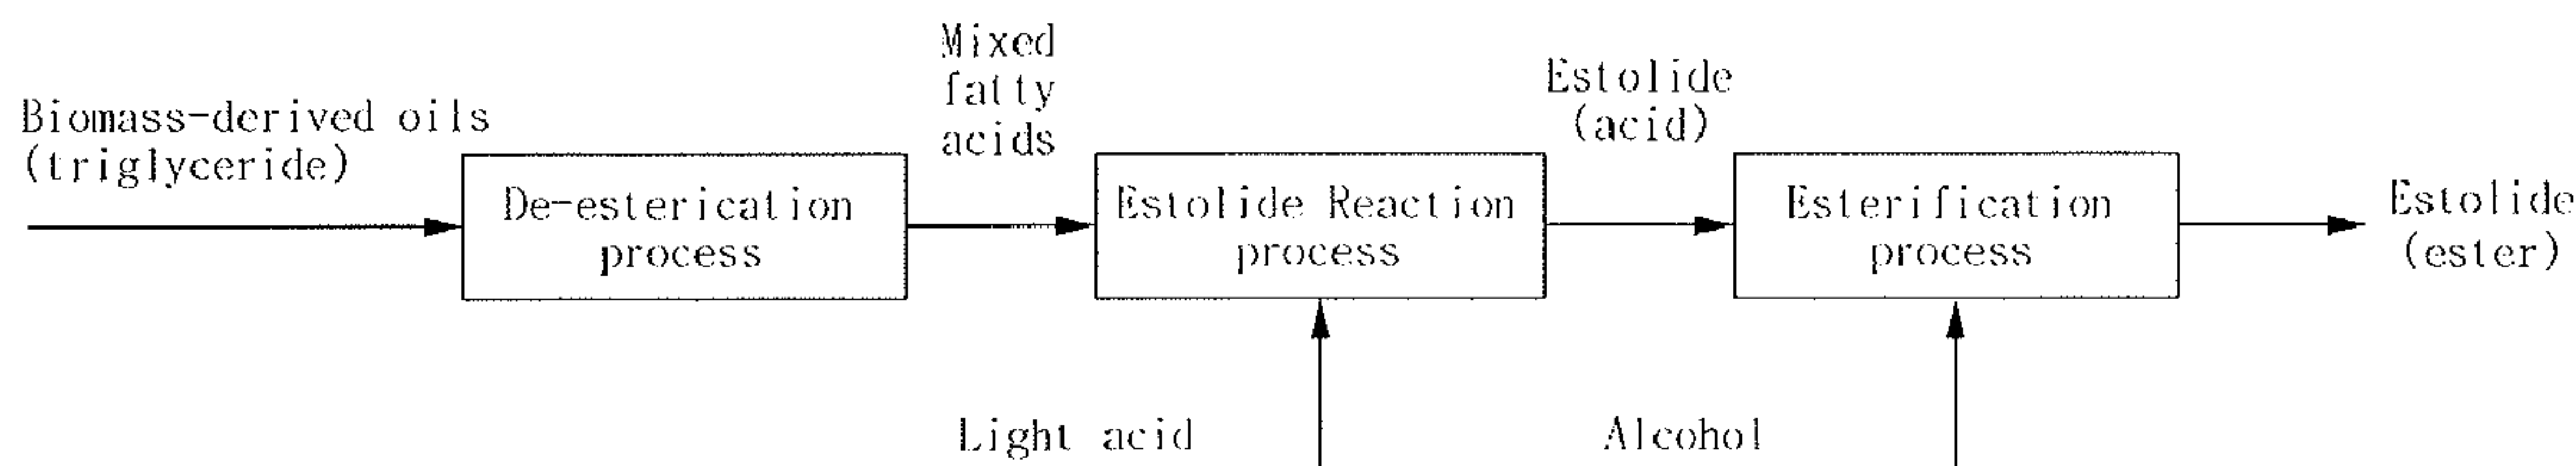 Biomass-derived oils
(triglyceride)
De-esterication
process
Mixed
fatty
acids
Estolide Reaction
process
Light acid
Estolide
(acid)
Esterification
process
Alcohol
Estolide
(ester)